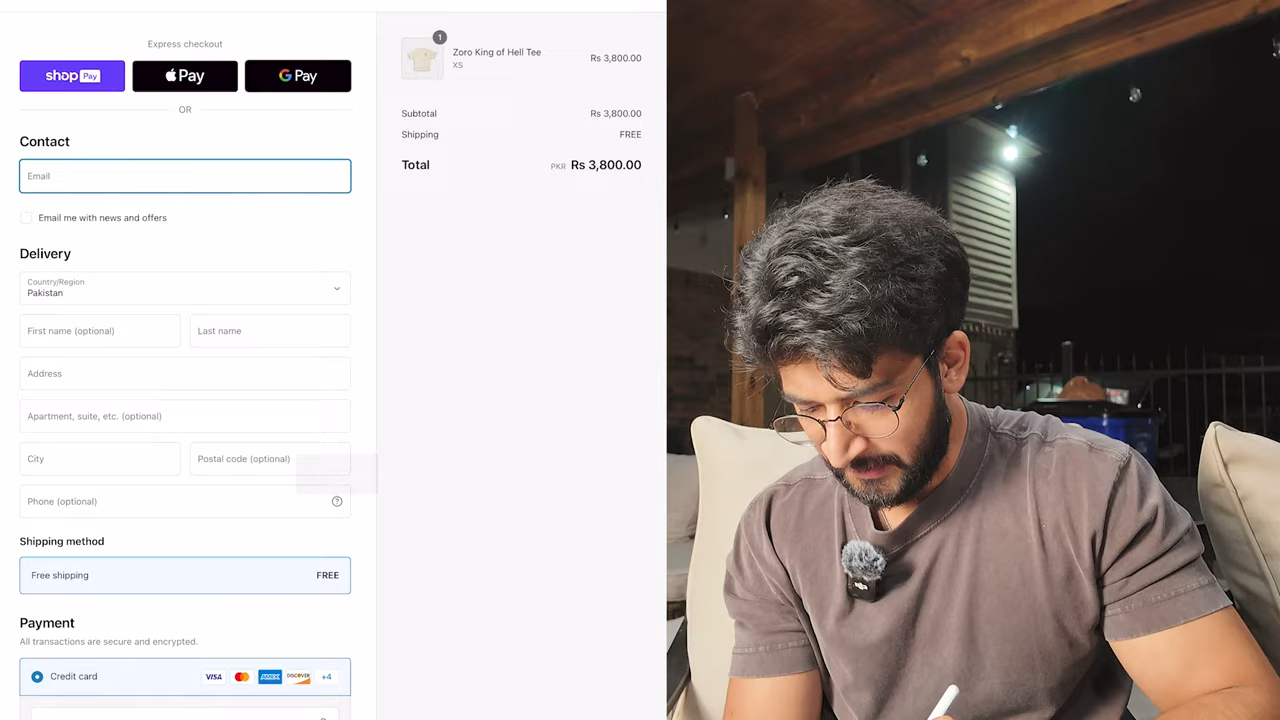 Express checkout
shop Pay
Pay
G Pay
OR
Contact
Email
Email me with news and offers
Delivery
Country/Region
Pakistan
First name (optional)
Last name
Address
Apartment, suite, etc. (optional)
City
Postal code (optional)
Phone (optional)
Shipping method
Free shipping
FREE
Payment
All transactions are secure and encrypted.
Credit card
VISA
AMEX
DISCOVER
+4
1
Zoro King of Hell Tee
XS
Rs 3,800.00
Subtotal
Rs 3,800.00
Shipping
FREE
Total
PKR Rs 3,800.00
dji